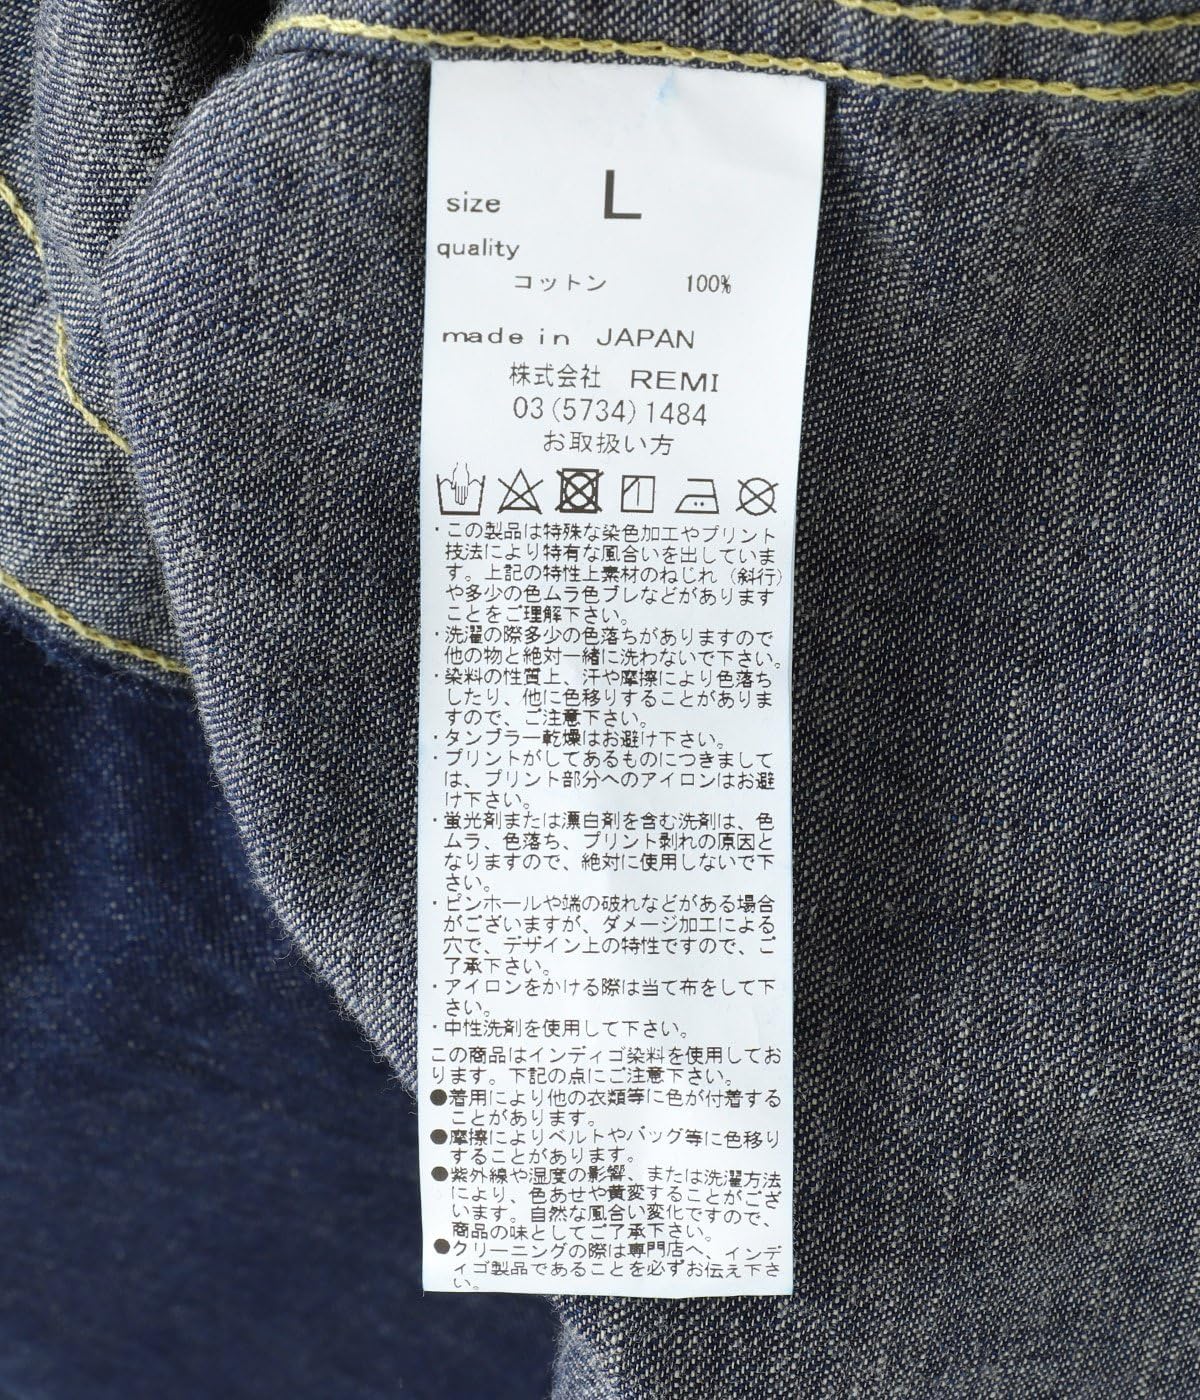 size L
quality
コットン 100%
made in JAPAN
株式会社 REMI
03(5734)1484
お取扱い方
・この製品は特殊な染色加工やプリント
技法により特有な風合いを出していま
す。上記の特性上素材のねじれ（斜行）
や多少の色ムラ色ブレなどがあります
ことをご理解下さい。
・洗濯の際多少の色落ちがありますので
他の物と絶対一緒に洗わないで下さい。
・染料の性質上、汗や摩擦により色落ち
したり、他に色移りすることがありま
すので、ご注意下さい。
・タンブラー乾燥はお避け下さい。
・プリントがしてあるものにつきまして
は、プリント部分へのアイロンはお避
け下さい。
・蛍光剤または漂白剤を含む洗剤は、色
ムラ、色落ち、プリント剥れの原因と
なりますので、絶対に使用しないで下
さい。
・ピンホールや端の破れなどがある場合
がございますが、ダメージ加工による
穴で、デザイン上の特性ですので、ご
了承下さい。
・アイロンをかける際は当て布をして下
さい。
・中性洗剤を使用して下さい。
この商品はインディゴ染料を使用してお
ります。下記の点にご注意下さい。
●着用により他の衣類等に色が付着する
ことがあります。
●摩擦によりベルトやバッグ等に色移り
することがあります。
●紫外線や湿度の影響、または洗濯方法
により、色あせや黄変することがござ
います。自然な風合い変化ですので、
商品の味としてご了承下さい。
●クリーニングの際は専門店へ、インデ
ィゴ製品であることを必ずお伝え下さ
い。